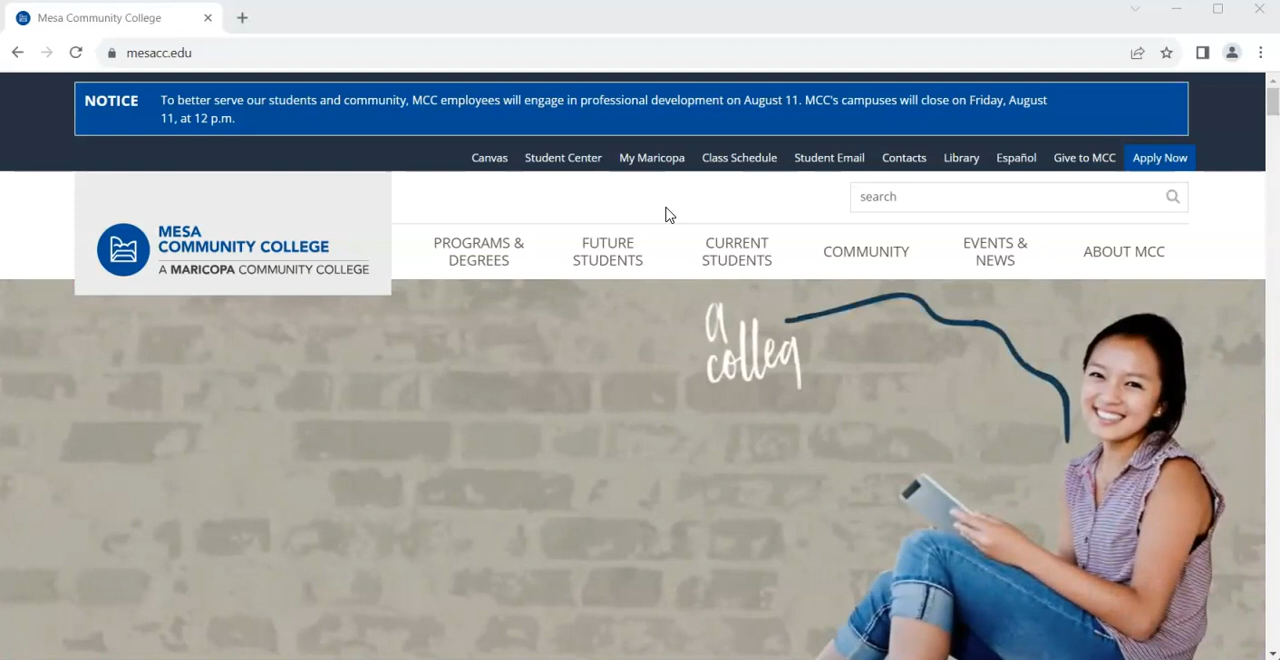 Mesa Community College
mesacc.edu
NOTICE To better serve our students and community, MCC employees will engage in professional development on August 11. MCC's campuses will close on Friday, August
11, at 12 p.m.
Canvas Student Center My Maricopa Class Schedule Student Email Contacts Library Español Give to MCC Apply Now
search
MESA
COMMUNITY COLLEGE
A MARICOPA COMMUNITY COLLEGE
PROGRAMS &
DEGREES
FUTURE
STUDENTS
CURRENT
STUDENTS
COMMUNITY
EVENTS &
NEWS
ABOUT MCC
a
colleg